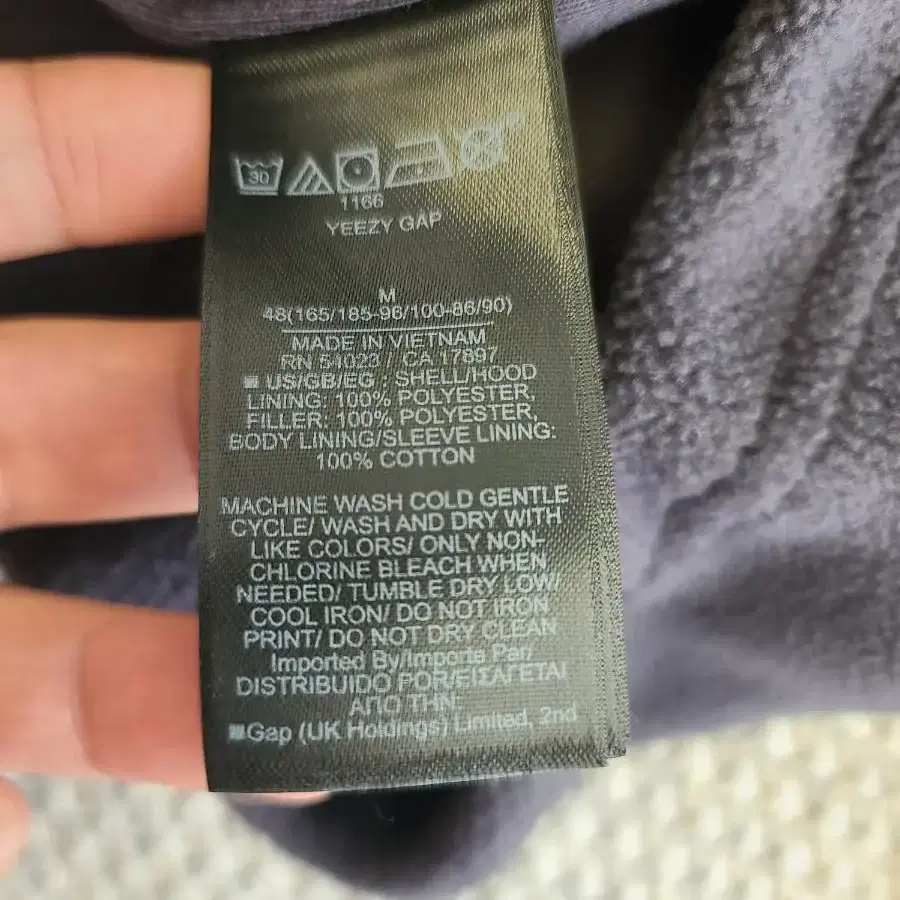 30
1166
YEEZY GAP
M
48(165/185-96/100-86/90)
MADE IN VIETNAM
RN 54023 / CA 17897
US/GB/EG : SHELL/HOOD
LINING: 100% POLYESTER,
FILLER: 100% POLYESTER,
BODY LINING/SLEEVE LINING:
100% COTTON
MACHINE WASH COLD GENTLE
CYCLE/ WASH AND DRY WITH
LIKE COLORS/ ONLY NON-
CHLORINE BLEACH WHEN
NEEDED/ TUMBLE DRY LOW/
COOL IRON/ DO NOT IRON
PRINT/ DO NOT DRY CLEAN
Imported By/Importe Par/
DISTRIBUIDO POR/ΕΙΣΑΓΕΤΑΙ
ΑΠΟ ΤΗΝ:
Gap (UK Holdings) Limited, 2nd